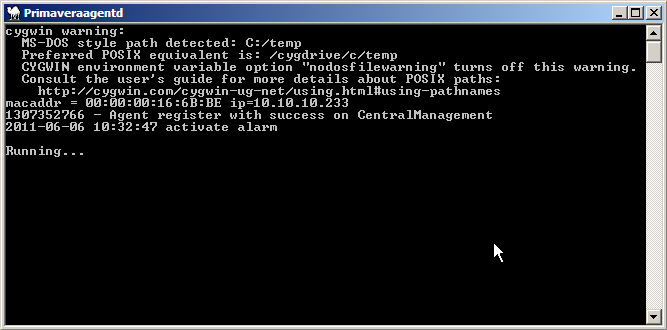 Primaveraagentd
cygwin warning:
MS-DOS style path detected: C:/temp
Preferred POSIX equivalent is: /cygdrive/c/temp
CYGWIN environment variable option "nodosfilewarning" turns off this warning.
Consult the user's guide for more details about POSIX paths:
http://cygwin.com/cygwin-ug-net/using.html#using-pathnames
macaddr = 00:00:00:16:6B:BE ip=10.10.10.233
1307352766 - Agent register with success on CentralManagement
2011-06-06 10:32:47 activate alarm
Running...